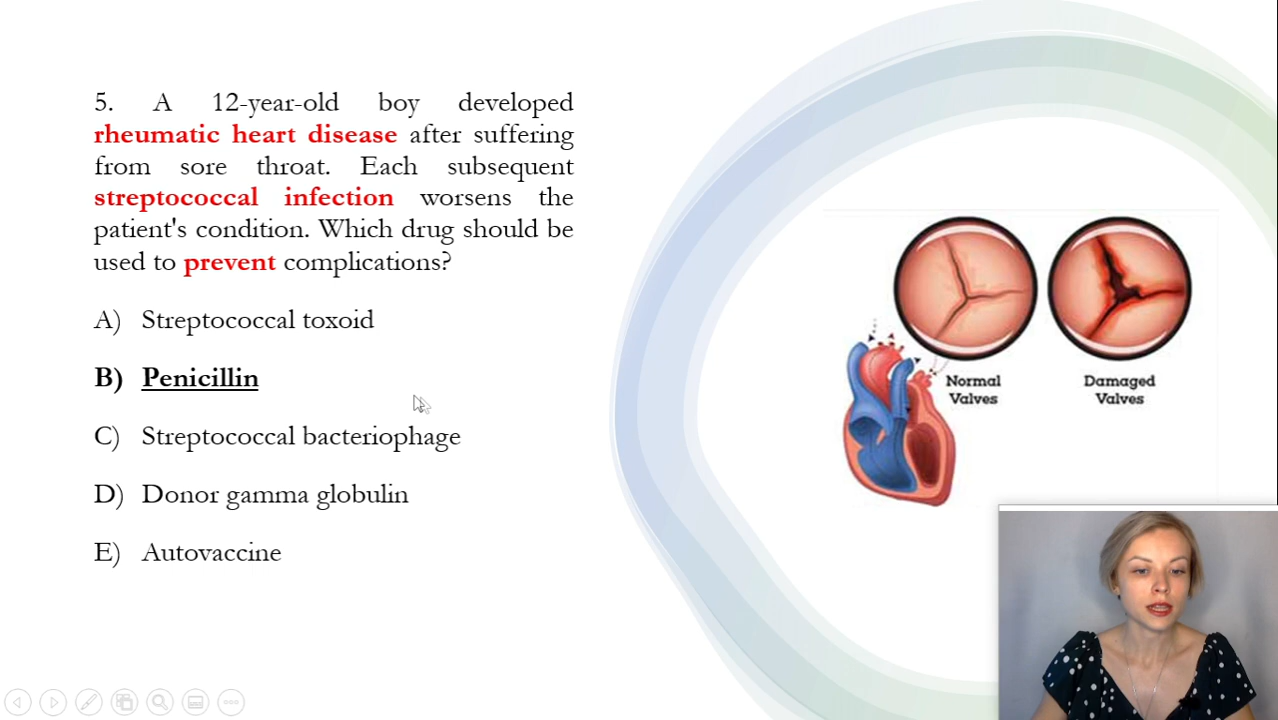 5. A 12-year-old boy developed
rheumatic heart disease after suffering
from sore throat. Each subsequent
streptococcal infection worsens the
patient's condition. Which drug should be
used to prevent complications?
A) Streptococcal toxoid
B) Penicillin
C) Streptococcal bacteriophage
D) Donor gamma globulin
E) Autovaccine
Normal
Valves
Damaged
Valves